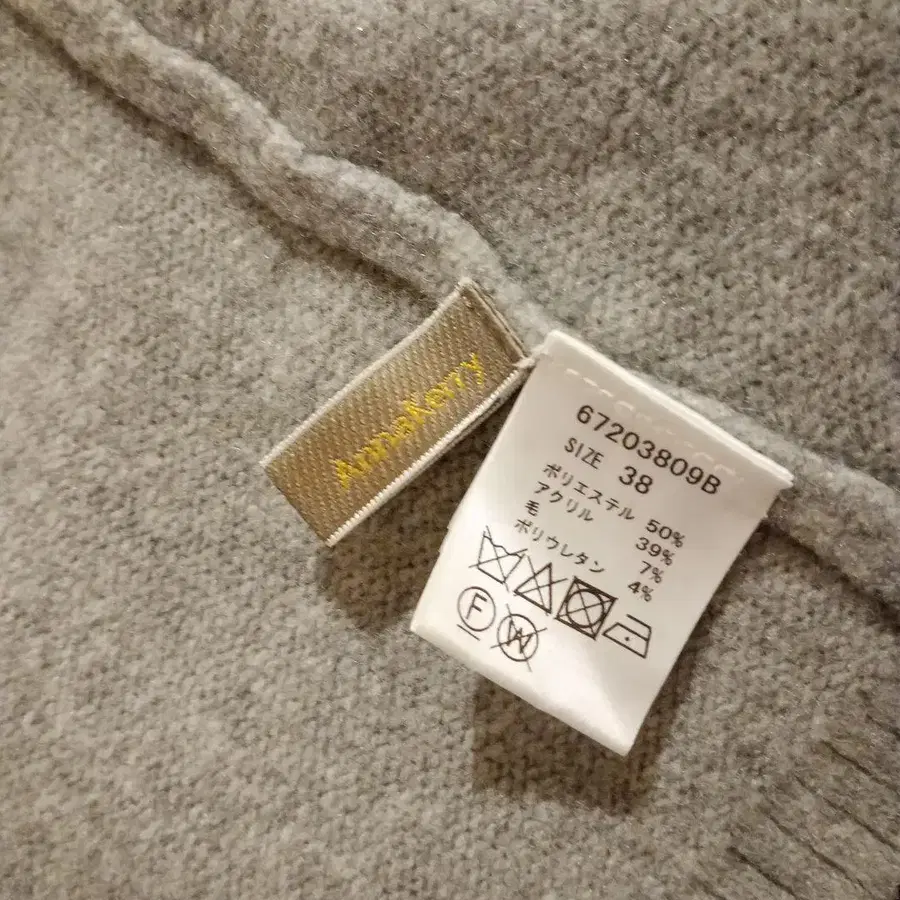 AnnaKerry
67203809B
SIZE 38
ポリエステル 50%
アクリル 39%
毛 7%
ポリウレタン 4%
F W